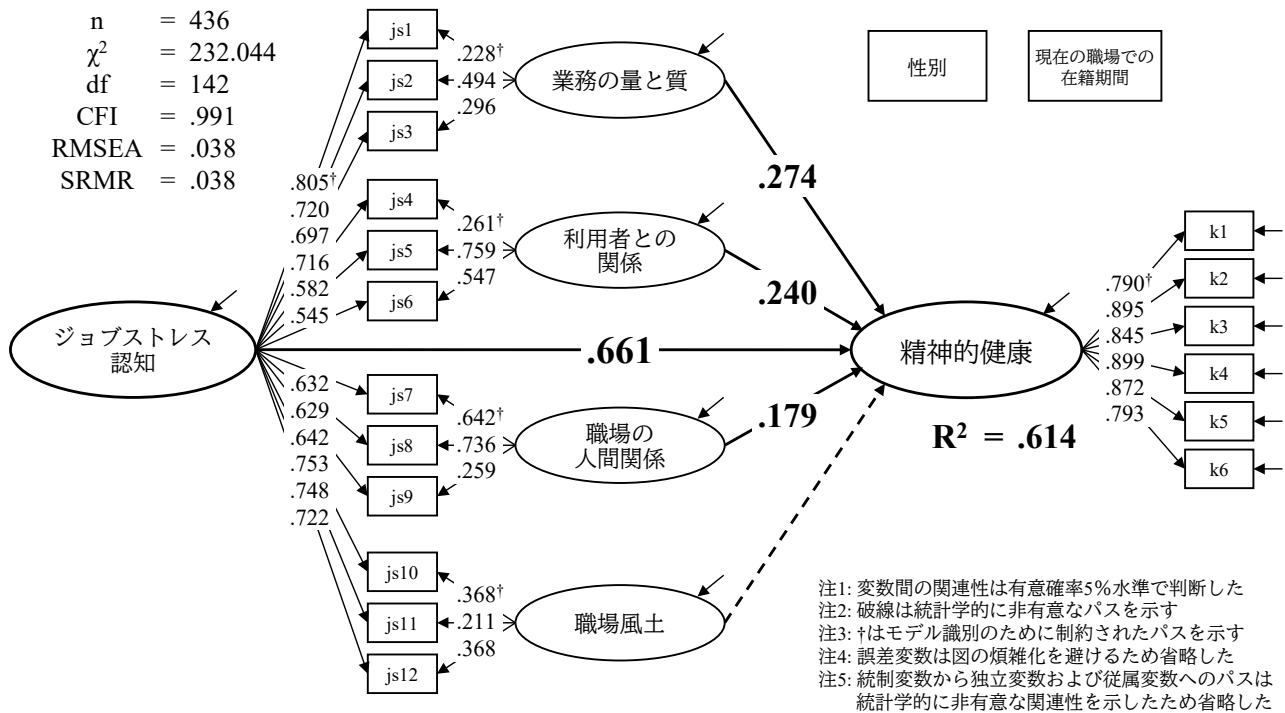 n = 436
χ² = 232.044
df = 142
CFI = .991
RMSEA = .038
SRMR = .038
js1
js2
js3
js4
js5
js6
js7
js8
js9
js10
js11
js12
.805†
.720
.697
.716
.582
.545
.632
.629
.642
.753
.748
.722
.228†
.494
.296
.261†
.759
.547
.642†
.736
.259
.368†
.211
.368
ジョブストレス
認知
業務の量と質
利用者との
関係
職場の
人間関係
職場風土
.274
.240
.661
.179
性別
現在の職場での
在籍期間
精神的健康
R² = .614
.790†
.895
.845
.899
.872
.793
k1
k2
k3
k4
k5
k6
注1: 変数間の関連性は有意確率5%水準で判断した
注2: 破線は統計学的に非有意なパスを示す
注3: †はモデル識別のために制約されたパスを示す
注4: 誤差変数は図の煩雑化を避けるため省略した
注5: 統制変数から独立変数および従属変数へのパスは
統計学的に非有意な関連性を示したため省略した